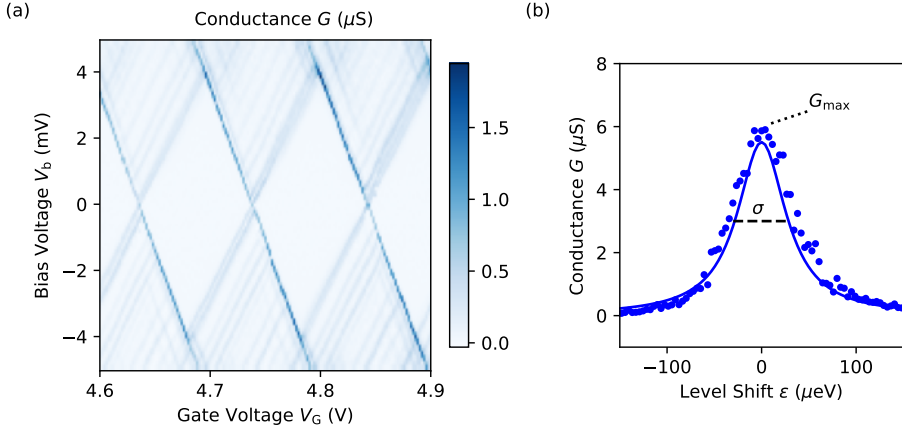 (a)
Conductance G (μS)
4
2
0
−2
−4
Bias Voltage V_b (mV)
4.6 4.7 4.8 4.9
Gate Voltage V_G (V)
1.5
1.0
0.5
0.0
(b)
8
6
4
2
0
Conductance G (μS)
G_max
σ
−100 0 100
Level Shift ε (μeV)